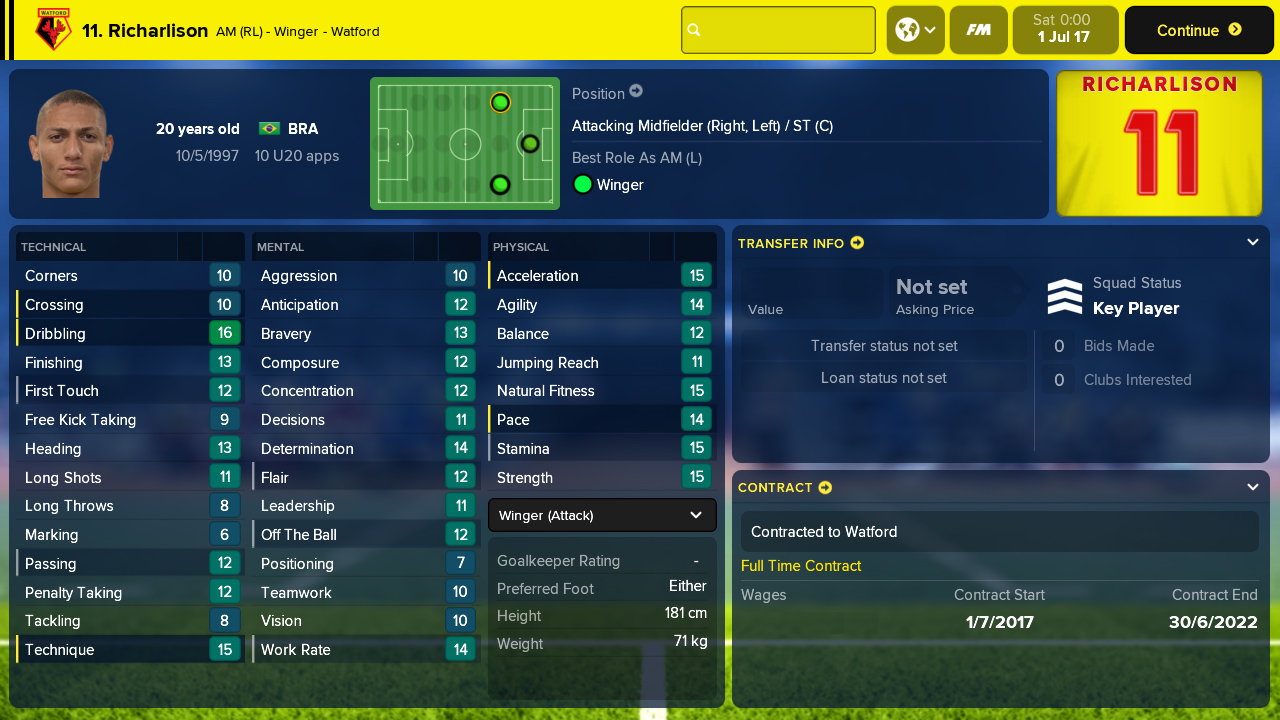 WATFORD
11. Richarlison AM (RL) - Winger - Watford
FM
Sat 0:00
1 Jul 17
Continue
20 years old BRA
10/5/1997 10 U20 apps
Position
Attacking Midfielder (Right, Left) / ST (C)
Best Role As AM (L)
Winger
RICHARLISON
11
TECHNICAL
Corners 10
Crossing 10
Dribbling 16
Finishing 13
First Touch 12
Free Kick Taking 9
Heading 13
Long Shots 11
Long Throws 8
Marking 6
Passing 12
Penalty Taking 12
Tackling 8
Technique 15
MENTAL
Aggression 10
Anticipation 12
Bravery 13
Composure 12
Concentration 12
Decisions 11
Determination 14
Flair 12
Leadership 11
Off The Ball 12
Positioning 7
Teamwork 10
Vision 10
Work Rate 14
PHYSICAL
Acceleration 15
Agility 14
Balance 12
Jumping Reach 11
Natural Fitness 15
Pace 14
Stamina 15
Strength 15
Winger (Attack)
Goalkeeper Rating -
Preferred Foot Either
Height 181 cm
Weight 71 kg
TRANSFER INFO
Value
Not set
Asking Price
Squad Status
Key Player
Transfer status not set
Loan status not set
0 Bids Made
0 Clubs Interested
CONTRACT
Contracted to Watford
Full Time Contract
Wages Contract Start Contract End
1/7/2017 30/6/2022